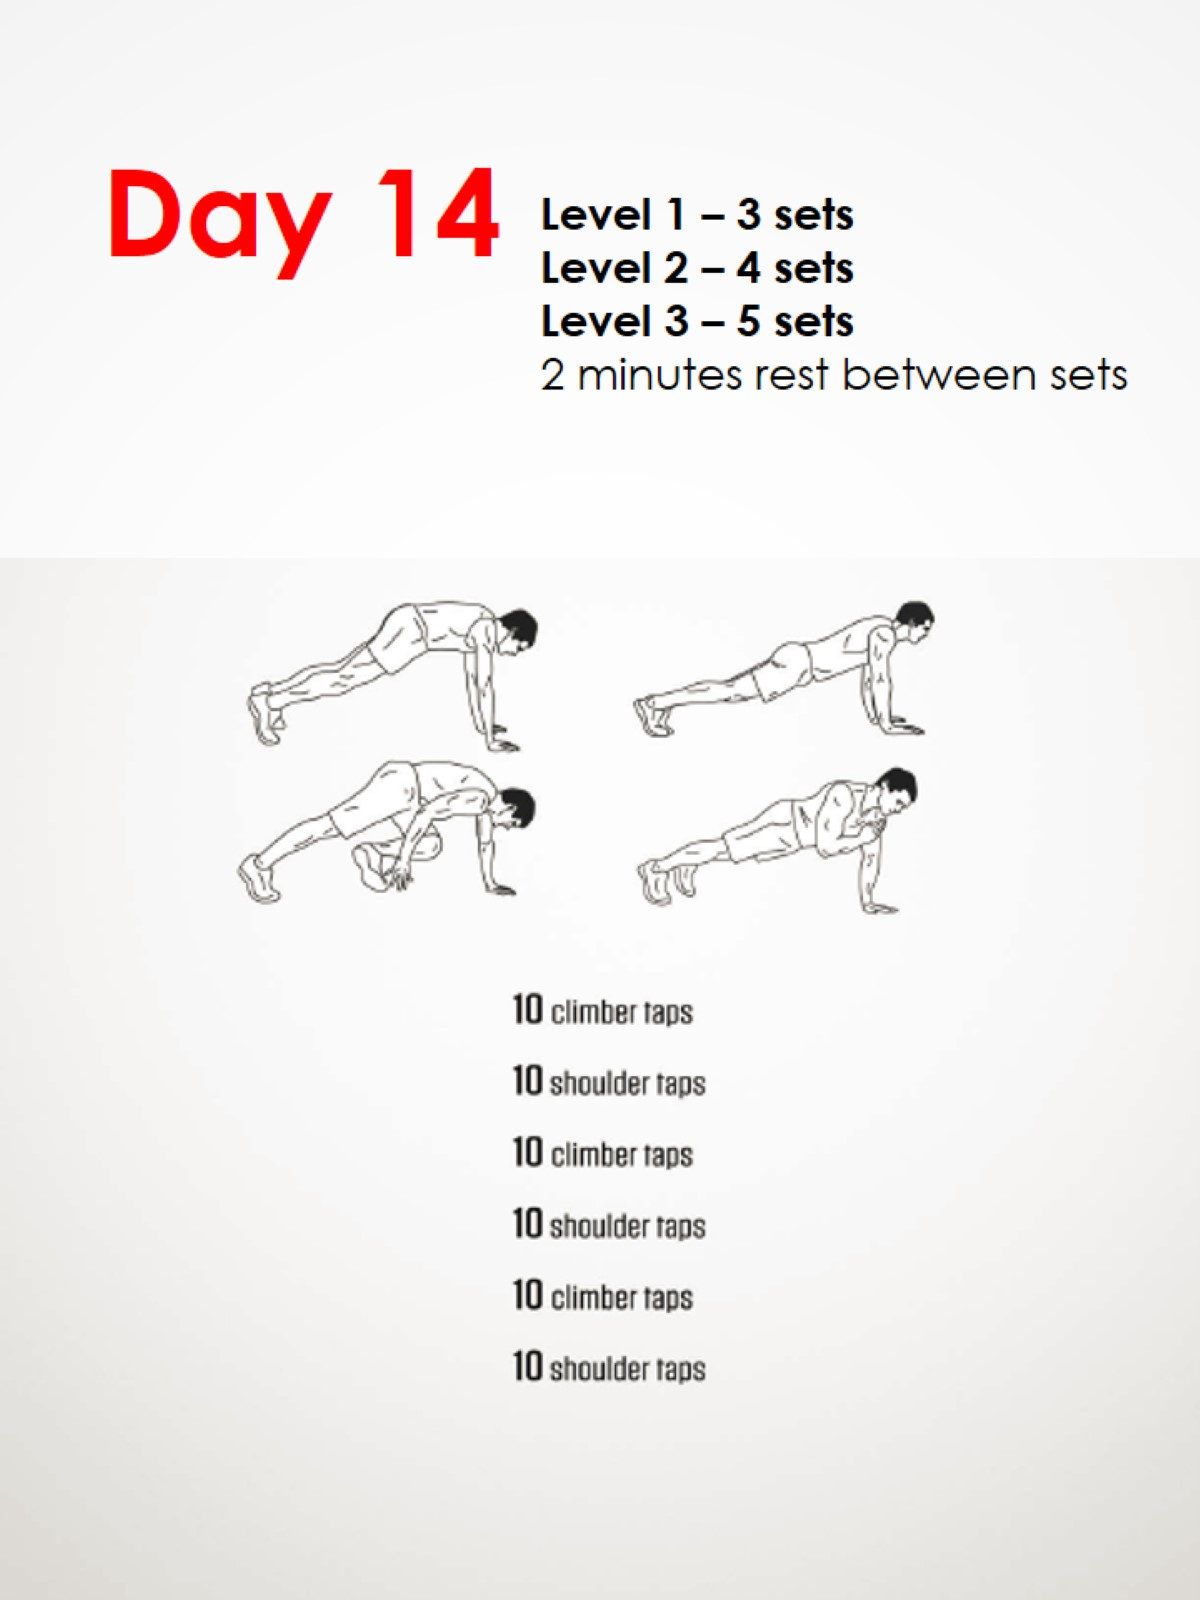 Day 14
Level 1 – 3 sets
Level 2 – 4 sets
Level 3 – 5 sets
2 minutes rest between sets
10 climber taps
10 shoulder taps
10 climber taps
10 shoulder taps
10 climber taps
10 shoulder taps